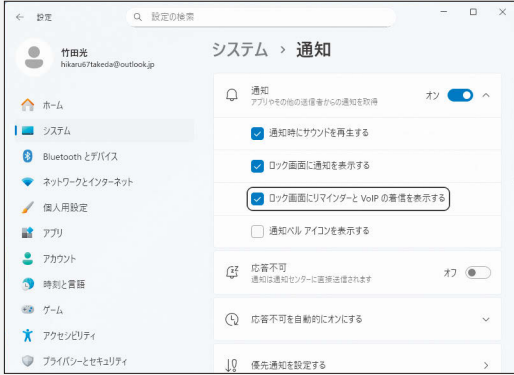 設定
設定の検索
竹田光
hikaru67takeda@outlook.jp
ホーム
システム
Bluetooth とデバイス
ネットワークとインターネット
個人用設定
アプリ
アカウント
時刻と言語
ゲーム
アクセシビリティ
プライバシーとセキュリティ
システム › 通知
通知
アプリやその他の送信者からの通知を取得
オン
通知時にサウンドを再生する
ロック画面に通知を表示する
ロック画面にリマインダーと VoIP の着信を表示する
通知ベル アイコンを表示する
応答不可
通知は通知センターに直接送信されます
オフ
応答不可を自動的にオンにする
優先通知を設定する